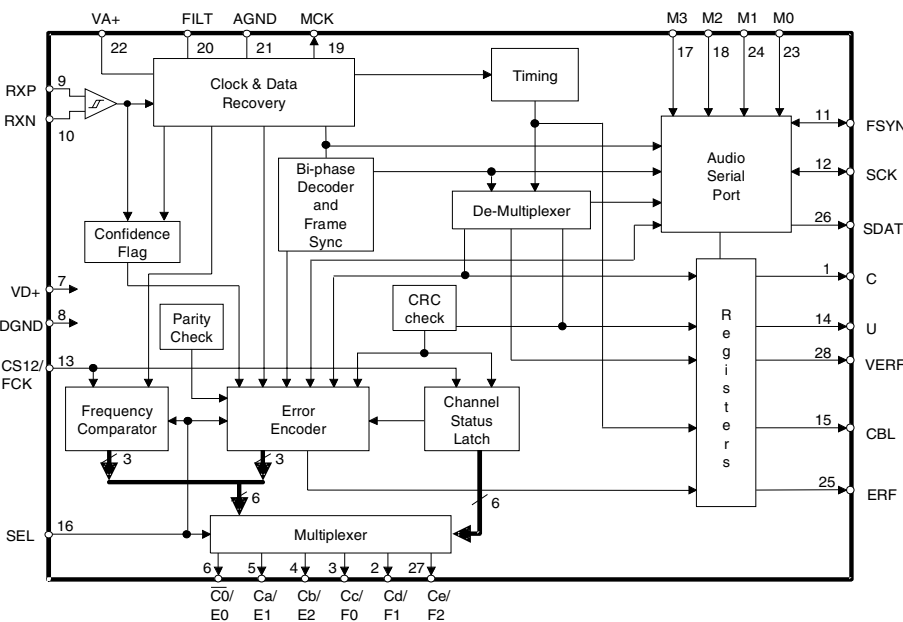 VA+ FILT AGND MCK M3 M2 M1 M0
22 20 21 19 17 18 24 23
RXP 9
RXN 10
Clock & Data
Recovery
Timing
Audio
Serial
Port
11 FSYN
12 SCK
26 SDAT
Bi-phase
Decoder
and
Frame
Sync
De-Multiplexer
Confidence
Flag
VD+ 7
DGND 8
CS12/
FCK
13
Parity
Check
CRC
check
Registers
1 C
14 U
28 VERF
15 CBL
25 ERF
Frequency
Comparator
Error
Encoder
Channel
Status
Latch
3 3
6 6
SEL 16
Multiplexer
6 5 4 3 2 27
C0/ Ca/ Cb/ Cc/ Cd/ Ce/
E0 E1 E2 F0 F1 F2